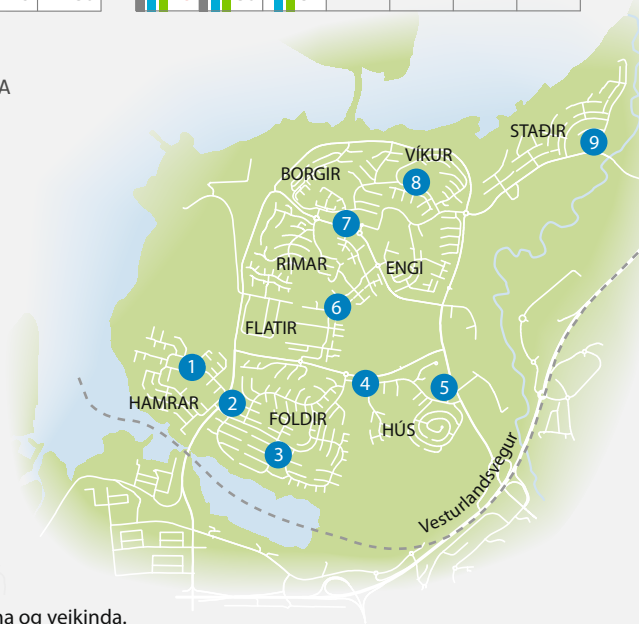 A
STAÐIR
9
VÍKUR
BORGIR
8
7
RIMAR
ENGI
6
FLATIR
1
4
5
HAMRAR
2
FOLDIR
HÚS
3
Vesturlandsvegur
og veikinda.